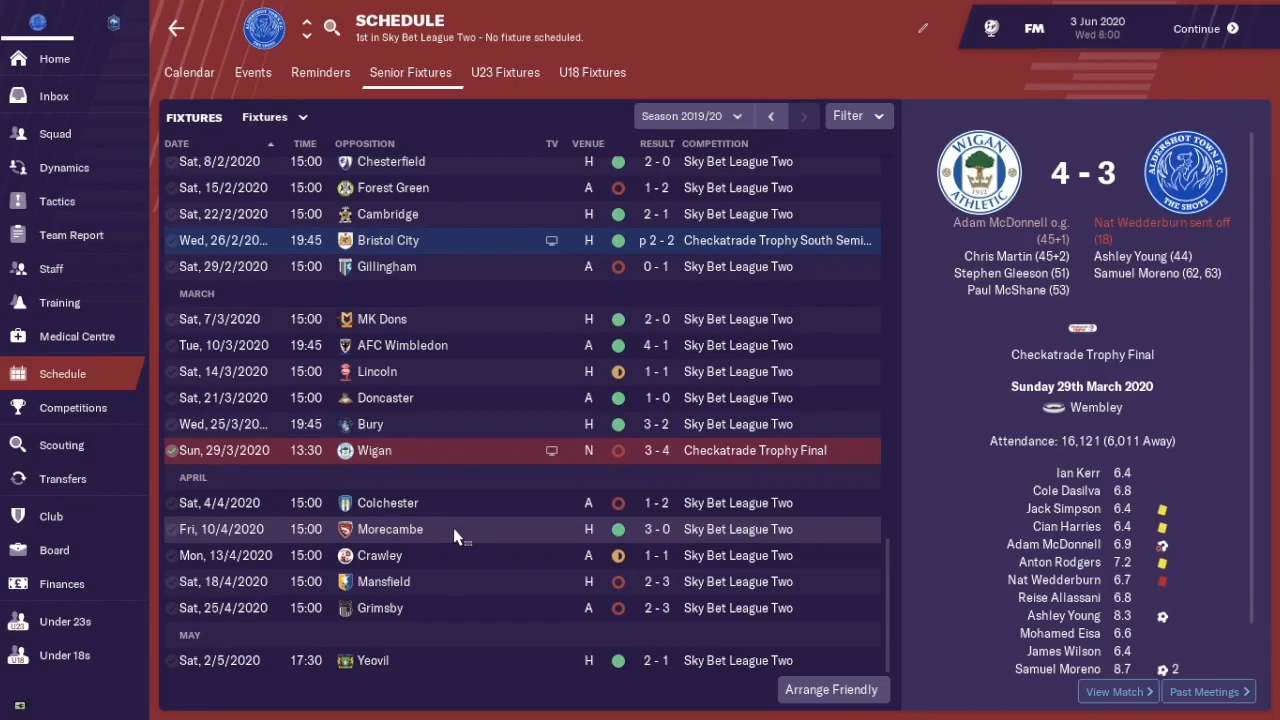 SCHEDULE
1st in Sky Bet League Two - No fixture scheduled.
3 Jun 2020
Wed 8:00
FM
Continue
Calendar Events Reminders Senior Fixtures U23 Fixtures U18 Fixtures
Home
Inbox
Squad
Dynamics
Tactics
Team Report
Staff
Training
Medical Centre
Schedule
Competitions
Scouting
Transfers
Club
Board
Finances
U23 Under 23s
U18 Under 18s
FIXTURES Fixtures Season 2019/20 Filter
DATE TIME OPPOSITION TV VENUE RESULT COMPETITION
Sat, 8/2/2020 15:00 Chesterfield H 2 - 0 Sky Bet League Two
Sat, 15/2/2020 15:00 Forest Green A 1 - 2 Sky Bet League Two
Sat, 22/2/2020 15:00 Cambridge H 2 - 1 Sky Bet League Two
Wed, 26/2/20... 19:45 Bristol City H p 2 - 2 Checkatrade Trophy South Semi...
Sat, 29/2/2020 15:00 Gillingham A 0 - 1 Sky Bet League Two
MARCH
Sat, 7/3/2020 15:00 MK Dons H 2 - 0 Sky Bet League Two
Tue, 10/3/2020 19:45 AFC Wimbledon A 4 - 1 Sky Bet League Two
Sat, 14/3/2020 15:00 Lincoln H 1 - 1 Sky Bet League Two
Sat, 21/3/2020 15:00 Doncaster A 1 - 0 Sky Bet League Two
Wed, 25/3/20... 19:45 Bury H 3 - 2 Sky Bet League Two
Sun, 29/3/2020 13:30 Wigan N 3 - 4 Checkatrade Trophy Final
APRIL
Sat, 4/4/2020 15:00 Colchester A 1 - 2 Sky Bet League Two
Fri, 10/4/2020 15:00 Morecambe H 3 - 0 Sky Bet League Two
Mon, 13/4/2020 15:00 Crawley A 1 - 1 Sky Bet League Two
Sat, 18/4/2020 15:00 Mansfield H 2 - 3 Sky Bet League Two
Sat, 25/4/2020 15:00 Grimsby A 2 - 3 Sky Bet League Two
MAY
Sat, 2/5/2020 17:30 Yeovil H 2 - 1 Sky Bet League Two
Arrange Friendly
WIGAN
1932
ATHLETIC
4 - 3
ALDERSHOT TOWN F.C.
THE SHOTS
Adam McDonnell o.g.
(45+1)
Chris Martin (45+2)
Stephen Gleeson (51)
Paul McShane (53)
Nat Wedderburn sent off
(18)
Ashley Young (44)
Samuel Moreno (62, 63)
Checkatrade Trophy Final
Sunday 29th March 2020
Wembley
Attendance: 16,121 (6,011 Away)
Ian Kerr 6.4
Cole Dasilva 6.8
Jack Simpson 6.4
Cian Harries 6.4
Adam McDonnell 6.9
Anton Rodgers 7.2
Nat Wedderburn 6.7
Reise Allassani 6.8
Ashley Young 8.3
Mohamed Eisa 6.6
James Wilson 6.4
Samuel Moreno 8.7 2
View Match Past Meetings